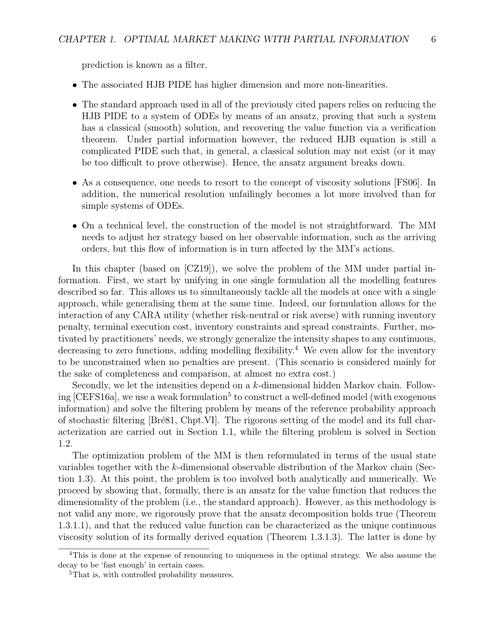 CHAPTER 1. OPTIMAL MARKET MAKING WITH PARTIAL INFORMATION 6
prediction is known as a filter.
• The associated HJB PIDE has higher dimension and more non-linearities.
• The standard approach used in all of the previously cited papers relies on reducing the
HJB PIDE to a system of ODEs by means of an ansatz, proving that such a system
has a classical (smooth) solution, and recovering the value function via a verification
theorem. Under partial information however, the reduced HJB equation is still a
complicated PIDE such that, in general, a classical solution may not exist (or it may
be too difficult to prove otherwise). Hence, the ansatz argument breaks down.
• As a consequence, one needs to resort to the concept of viscosity solutions [FS06]. In
addition, the numerical resolution unfailingly becomes a lot more involved than for
simple systems of ODEs.
• On a technical level, the construction of the model is not straightforward. The MM
needs to adjust her strategy based on her observable information, such as the arriving
orders, but this flow of information is in turn affected by the MM's actions.
In this chapter (based on [CZ19]), we solve the problem of the MM under partial in-
formation. First, we start by unifying in one single formulation all the modelling features
described so far. This allows us to simultaneously tackle all the models at once with a single
approach, while generalising them at the same time. Indeed, our formulation allows for the
interaction of any CARA utility (whether risk-neutral or risk averse) with running inventory
penalty, terminal execution cost, inventory constraints and spread constraints. Further, mo-
tivated by practitioners' needs, we strongly generalize the intensity shapes to any continuous,
decreasing to zero functions, adding modelling flexibility.⁴ We even allow for the inventory
to be unconstrained when no penalties are present. (This scenario is considered mainly for
the sake of completeness and comparison, at almost no extra cost.)
Secondly, we let the intensities depend on a k-dimensional hidden Markov chain. Follow-
ing [CEFS16a], we use a weak formulation⁵ to construct a well-defined model (with exogenous
information) and solve the filtering problem by means of the reference probability approach
of stochastic filtering [Bré81, Chpt.VI]. The rigorous setting of the model and its full char-
acterization are carried out in Section 1.1, while the filtering problem is solved in Section
1.2.
The optimization problem of the MM is then reformulated in terms of the usual state
variables together with the k-dimensional observable distribution of the Markov chain (Sec-
tion 1.3). At this point, the problem is too involved both analytically and numerically. We
proceed by showing that, formally, there is an ansatz for the value function that reduces the
dimensionality of the problem (i.e., the standard approach). However, as this methodology is
not valid any more, we rigorously prove that the ansatz decomposition holds true (Theorem
1.3.1.1), and that the reduced value function can be characterized as the unique continuous
viscosity solution of its formally derived equation (Theorem 1.3.1.3). The latter is done by
⁴This is done at the expense of renouncing to uniqueness in the optimal strategy. We also assume the
decay to be 'fast enough' in certain cases.
⁵That is, with controlled probability measures.